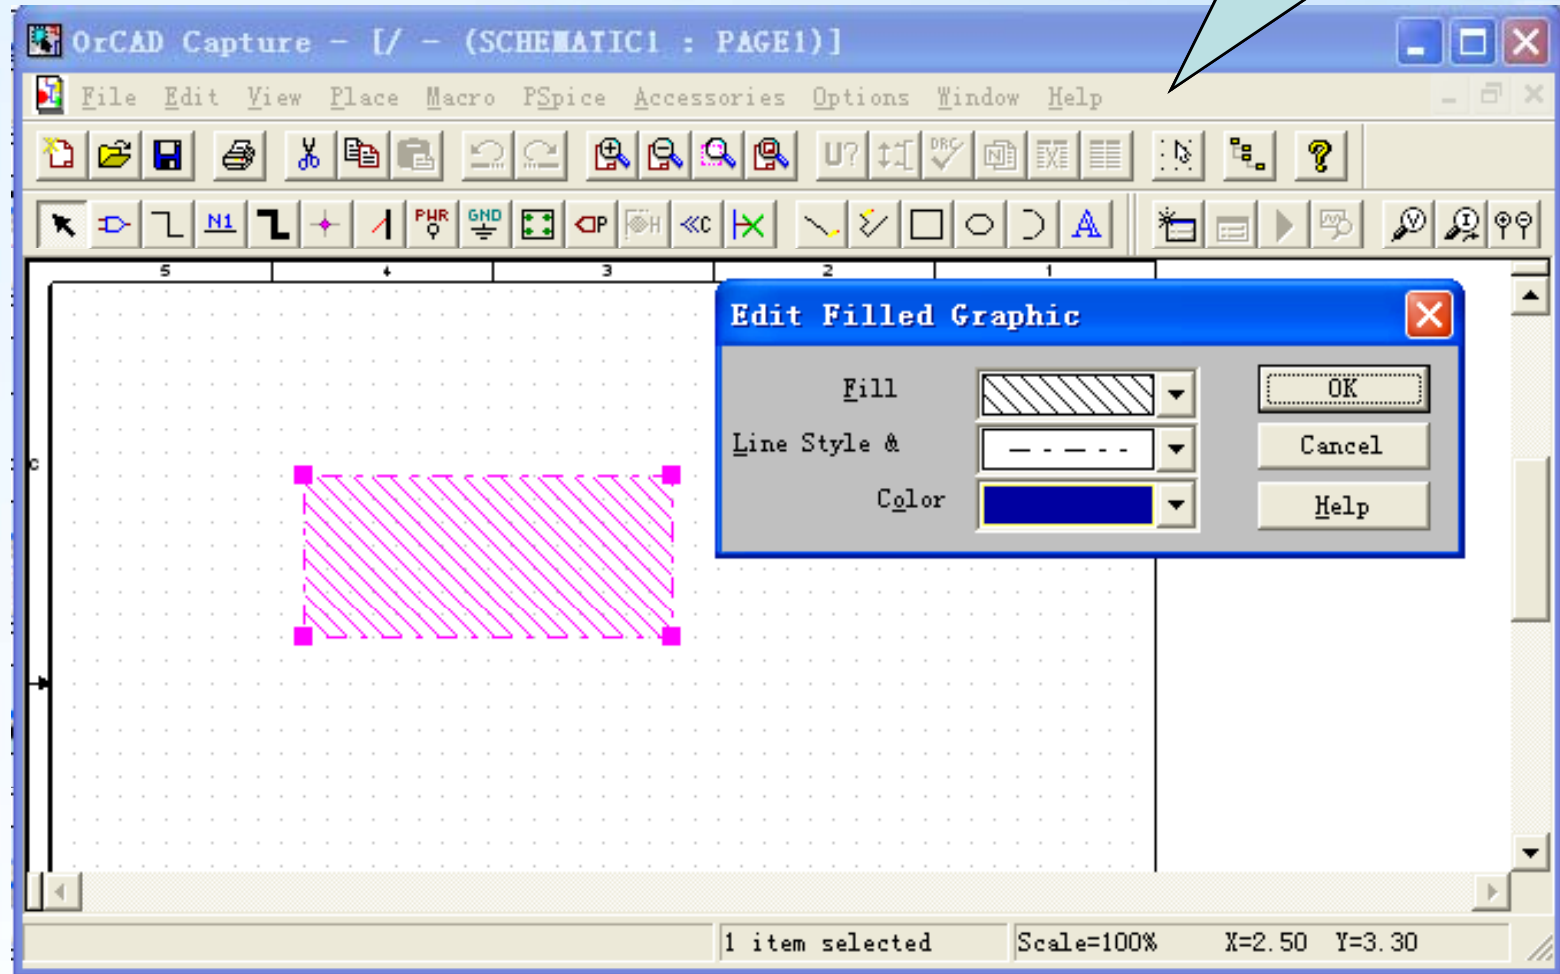 OrCAD Capture - [/ - (SCHEMATIC1 : PAGE1)]
File Edit View Place Macro PSpice Accessories Options Window Help
U? DRC N
N1 PWR GND P H C A V I
5 4 3 2 1
Edit Filled Graphic
Fill
OK
Line Style &
Cancel
Color
Help
C
1 item selected Scale=100% X=2.50 Y=3.30